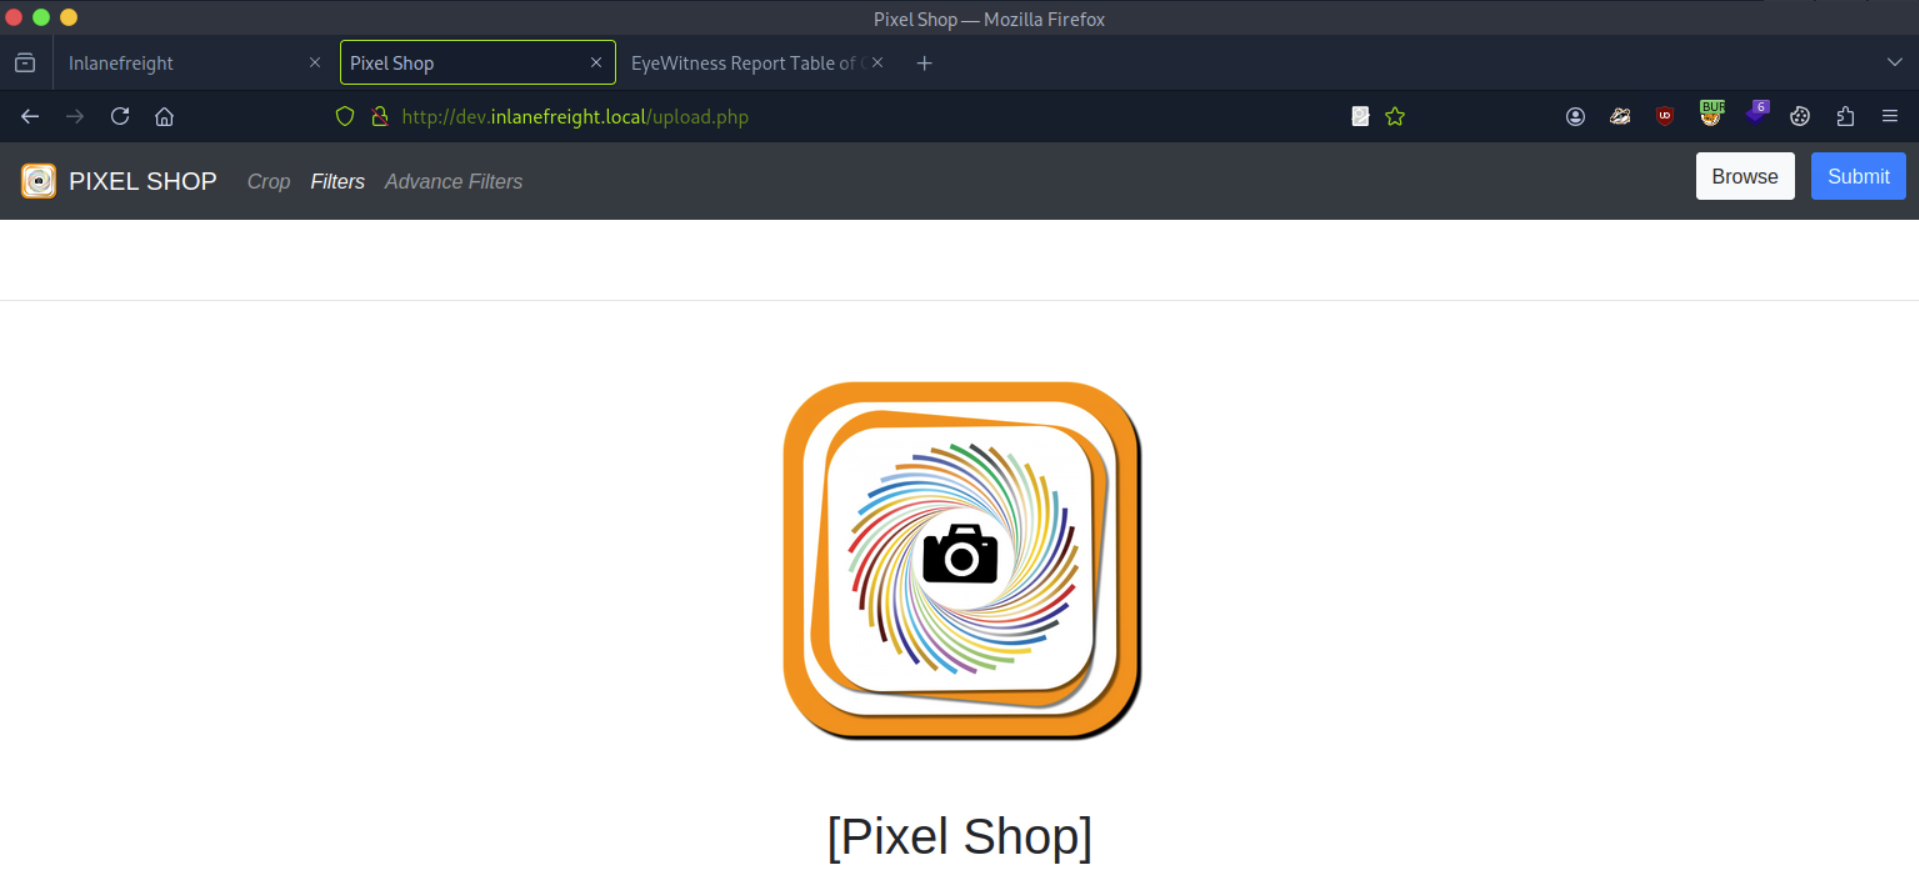 Pixel Shop — Mozilla Firefox
Inlanefreight
Pixel Shop
EyeWitness Report Table of
http://dev.inlanefreight.local/upload.php
BUF
6
PIXEL SHOP Crop Filters Advance Filters Browse Submit
[Pixel Shop]